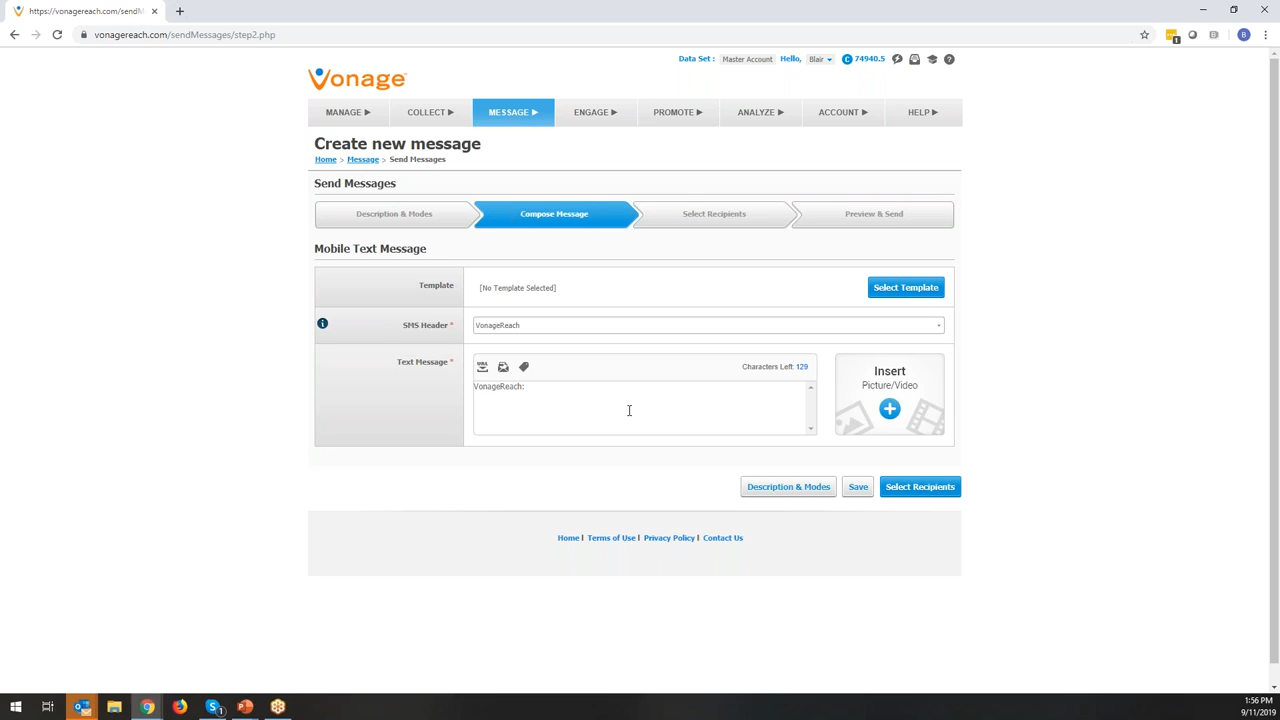 https://vonagereach.com/sendM
vonagereach.com/sendMessages/step2.php
1
B
Data Set : Master Account Hello, Blair C 74940.5
Vonage
MANAGE COLLECT MESSAGE ENGAGE PROMOTE ANALYZE ACCOUNT HELP
Create new message
Home > Message > Send Messages
Send Messages
Description & Modes Compose Message Select Recipients Preview & Send
Mobile Text Message
Template [No Template Selected] Select Template
SMS Header * VonageReach
Text Message * URL Characters Left: 129
VonageReach:
Insert
Picture/Video
Description & Modes Save Select Recipients
Home | Terms of Use | Privacy Policy | Contact Us
1:56 PM
9/11/2019